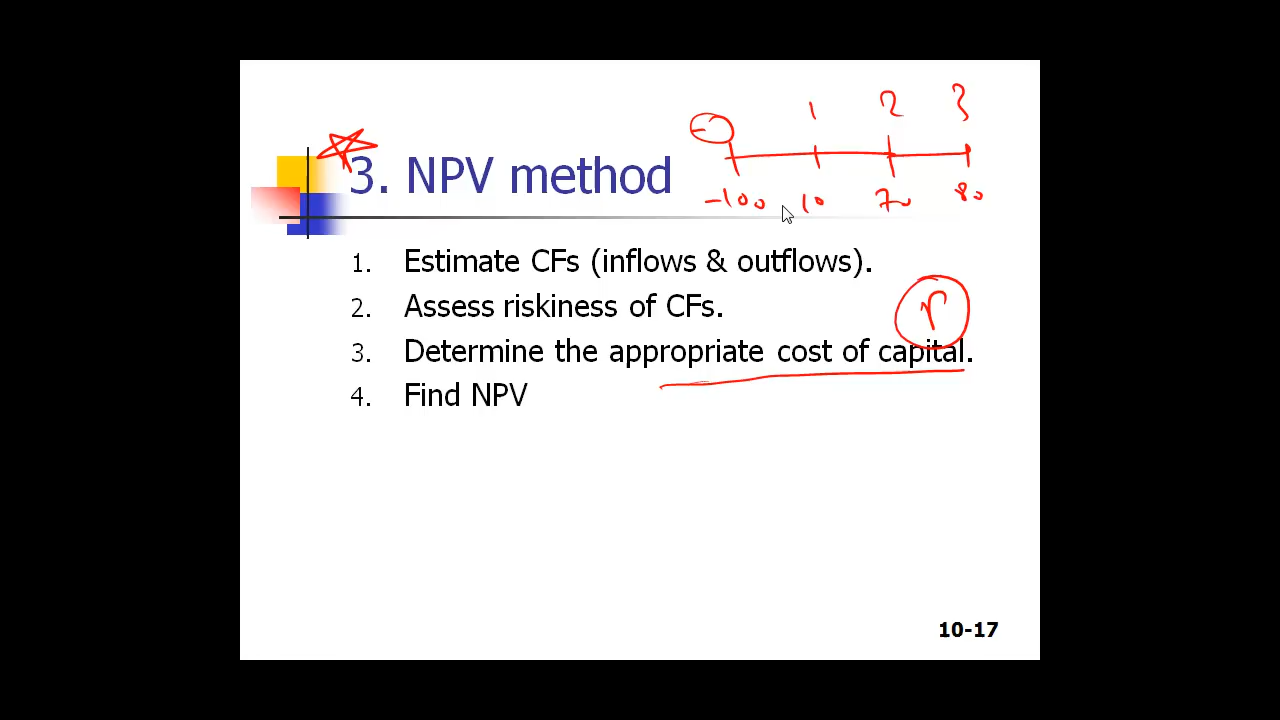 1 2 3
3. NPV method
-100 10 70 80
1. Estimate CFs (inflows & outflows).
2. Assess riskiness of CFs.
r
3. Determine the appropriate cost of capital.
4. Find NPV
10-17